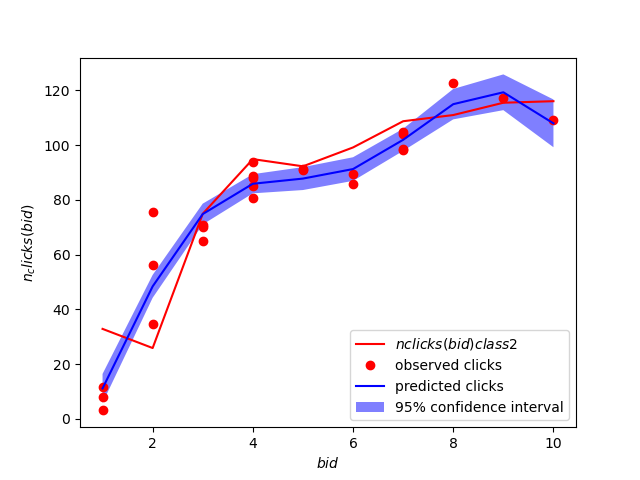 120
100
80
60
40
20
0
n_clicks(bid)
nclicks(bid)class2
observed clicks
predicted clicks
95% confidence interval
2 4 6 8 10
bid